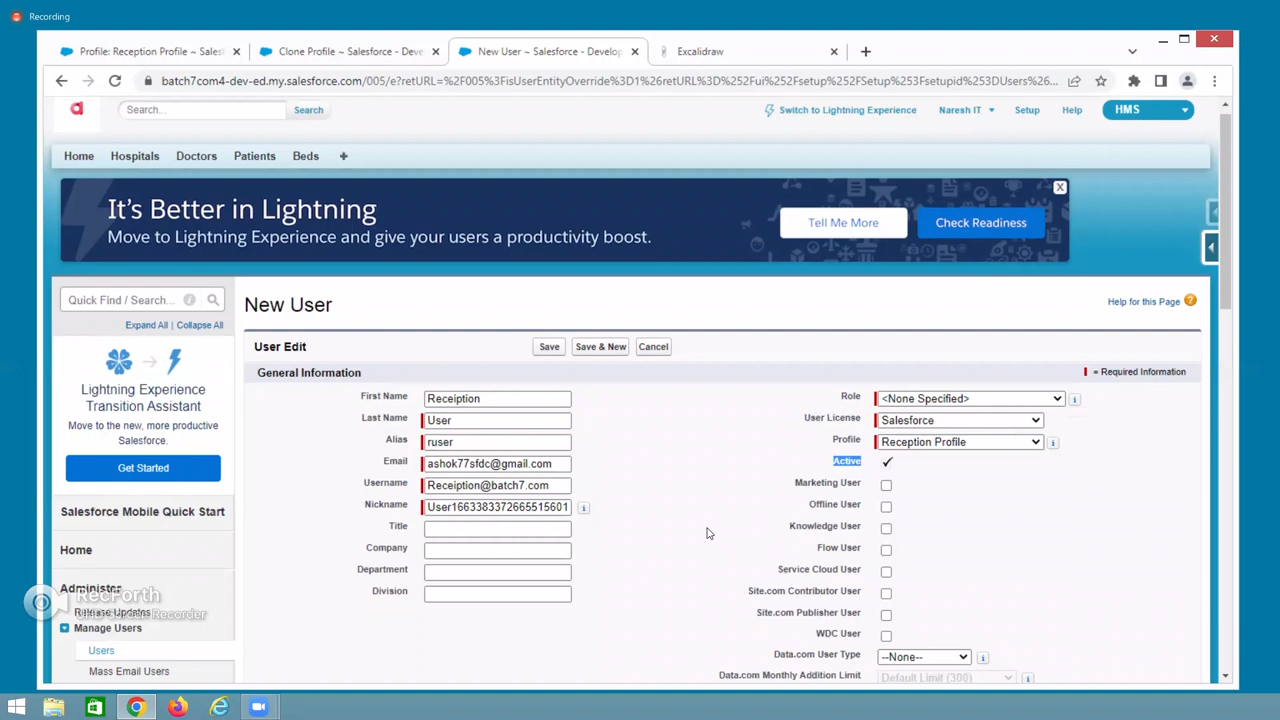 Recording
Profile: Reception Profile ~ Sales
Clone Profile ~ Salesforce - Deve
New User ~ Salesforce - Develop
Excalidraw
batch7com4-dev-ed.my.salesforce.com/005/e?retURL=%2F005%3FisUserEntityOverride%3D1%26retURL%3D%252Fui%252Fsetup%252FSetup%253Fsetupid%253DUsers%26...
Search...
Search
Switch to Lightning Experience
Naresh IT
Setup
Help
HMS
Home
Hospitals
Doctors
Patients
Beds
It's Better in Lightning
Move to Lightning Experience and give your users a productivity boost.
Tell Me More
Check Readiness
Quick Find / Search...
Expand All | Collapse All
Lightning Experience
Transition Assistant
Move to the new, more productive
Salesforce.
Get Started
Salesforce Mobile Quick Start
Home
Administer
Release Updates
Manage Users
Users
Mass Email Users
RecForth
New User
Help for this Page
User Edit
Save
Save & New
Cancel
General Information
= Required Information
First Name Receiption
Last Name User
Alias ruser
Email ashok77sfdc@gmail.com
Username Receiption@batch7.com
Nickname User1663383372665515601
Title
Company
Department
Division
Role <None Specified>
User License Salesforce
Profile Reception Profile
Active
Marketing User
Offline User
Knowledge User
Flow User
Service Cloud User
Site.com Contributor User
Site.com Publisher User
WDC User
Data.com User Type --None--
Data.com Monthly Addition Limit Default Limit (300)